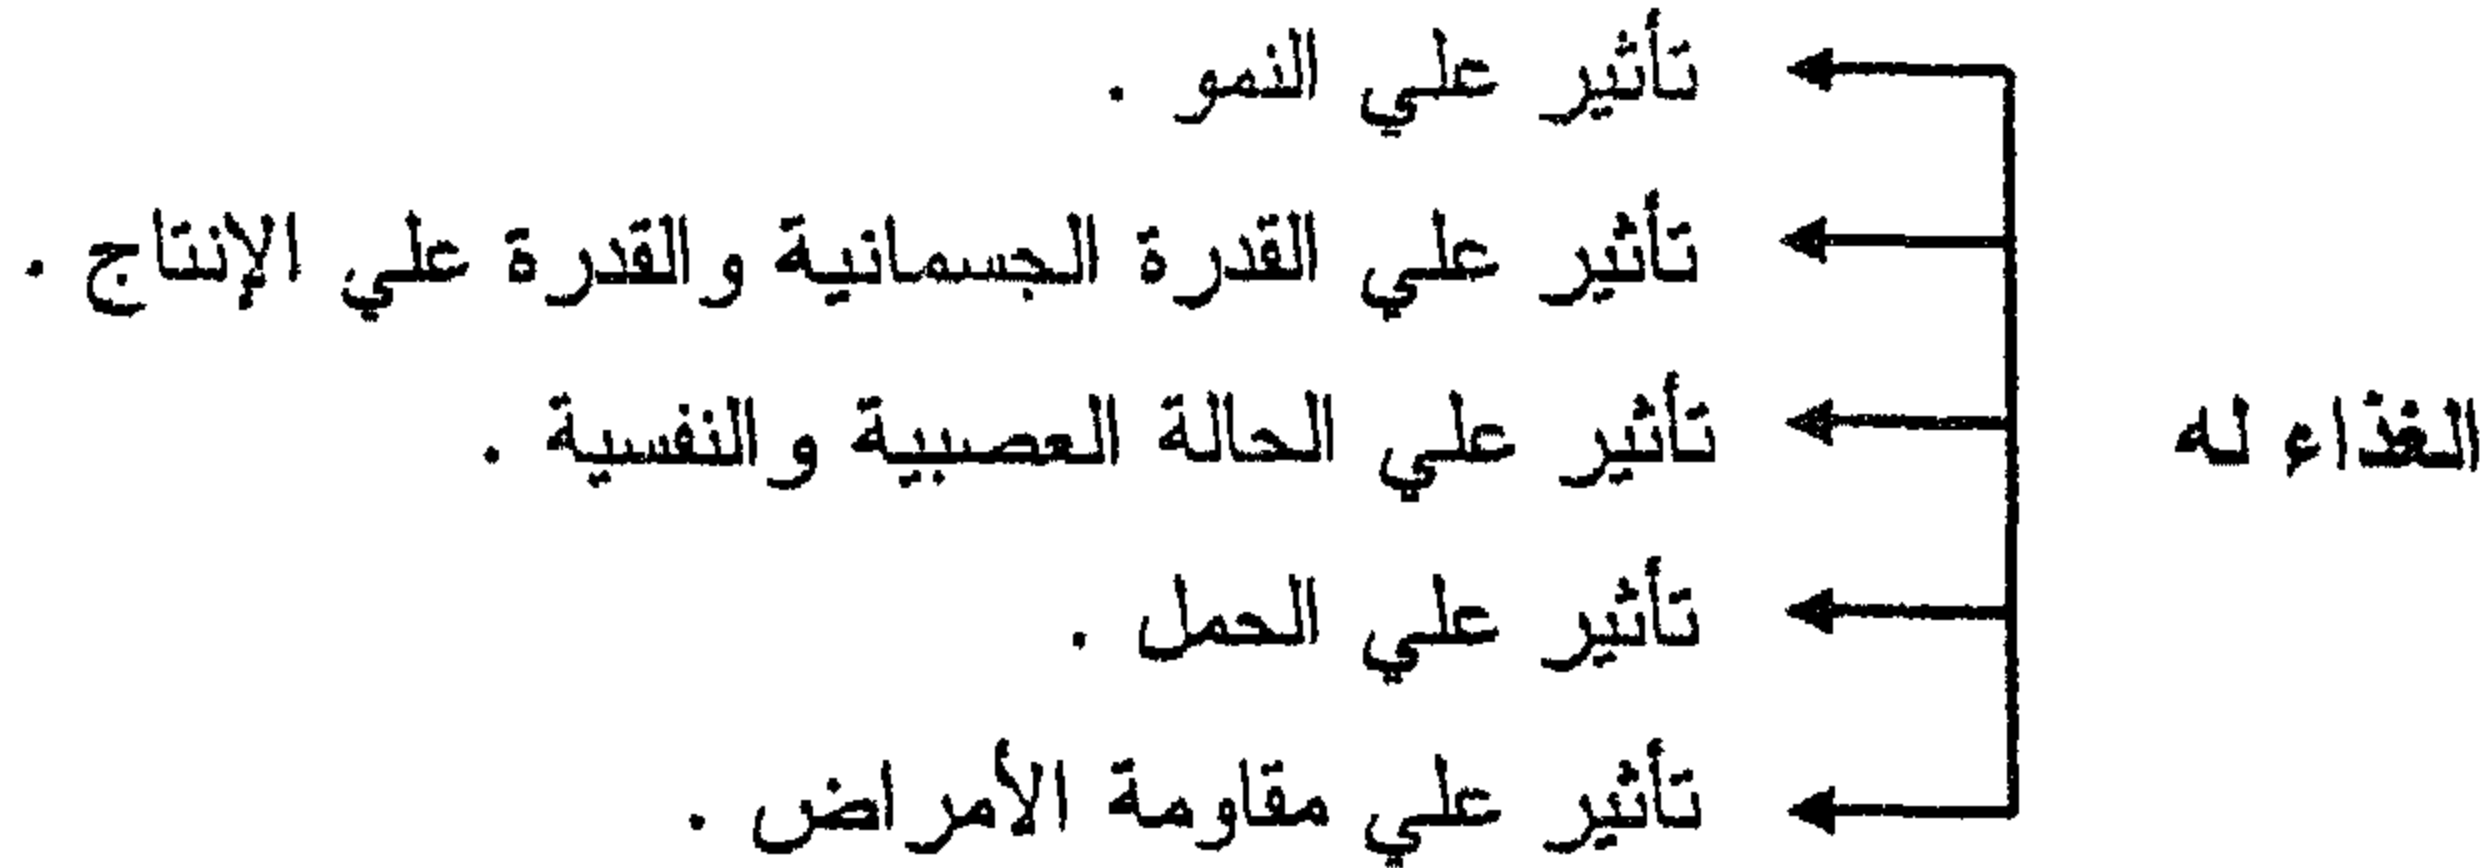 الغذاء له
تأثير علي النمو .
تأثير علي القدرة الجسمانية والقدرة علي الإنتاج .
تأثير علي الحالة العصبية والنفسية .
تأثير علي الحمل .
تأثير علي مقاومة الأمراض .